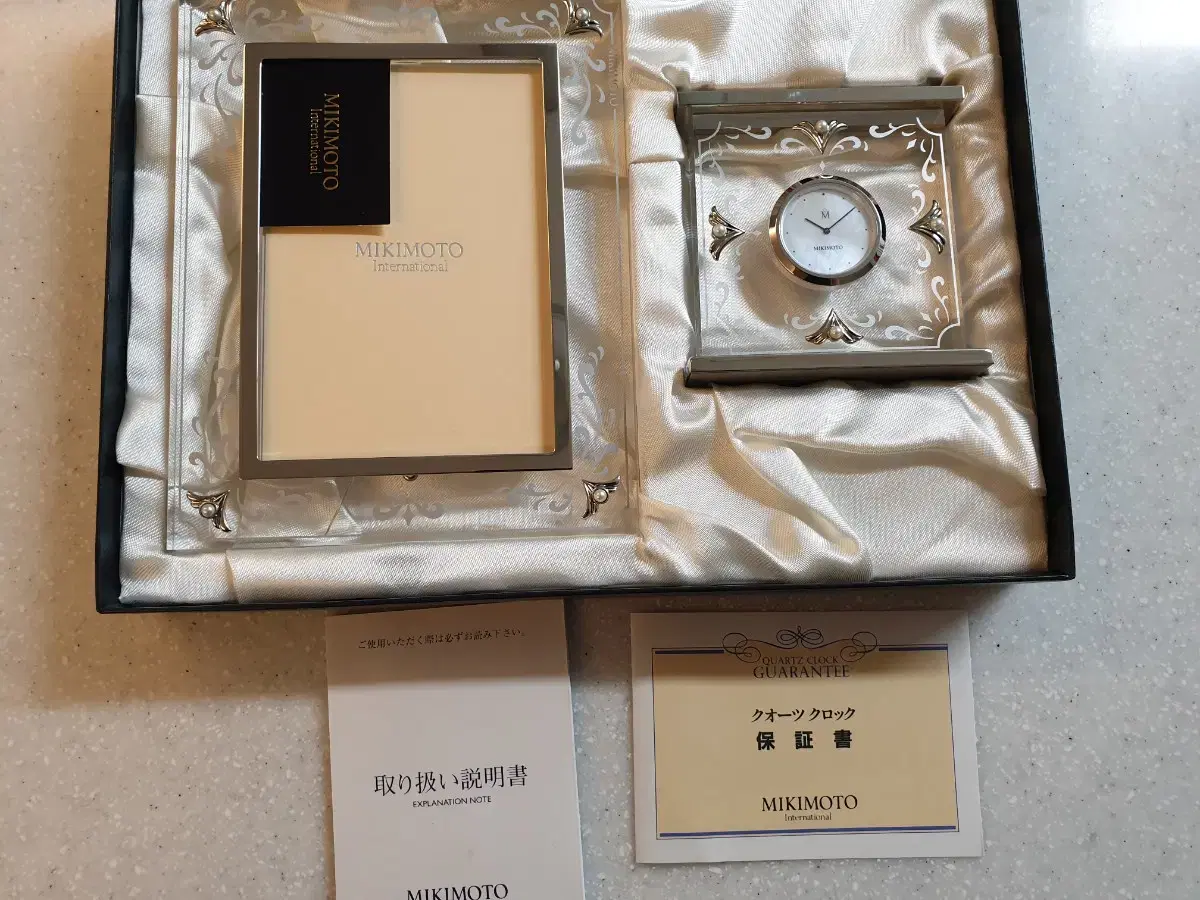 MIKIMOTO
International
MIKIMOTO
International
M
MIKIMOTO
ご使用いただく際は必ずお読み下さい。
取り扱い説明書
EXPLANATION NOTE
MIKIMOTO
QUARTZ CLOCK
GUARANTEE
クオーツ クロック
保証書
MIKIMOTO
International